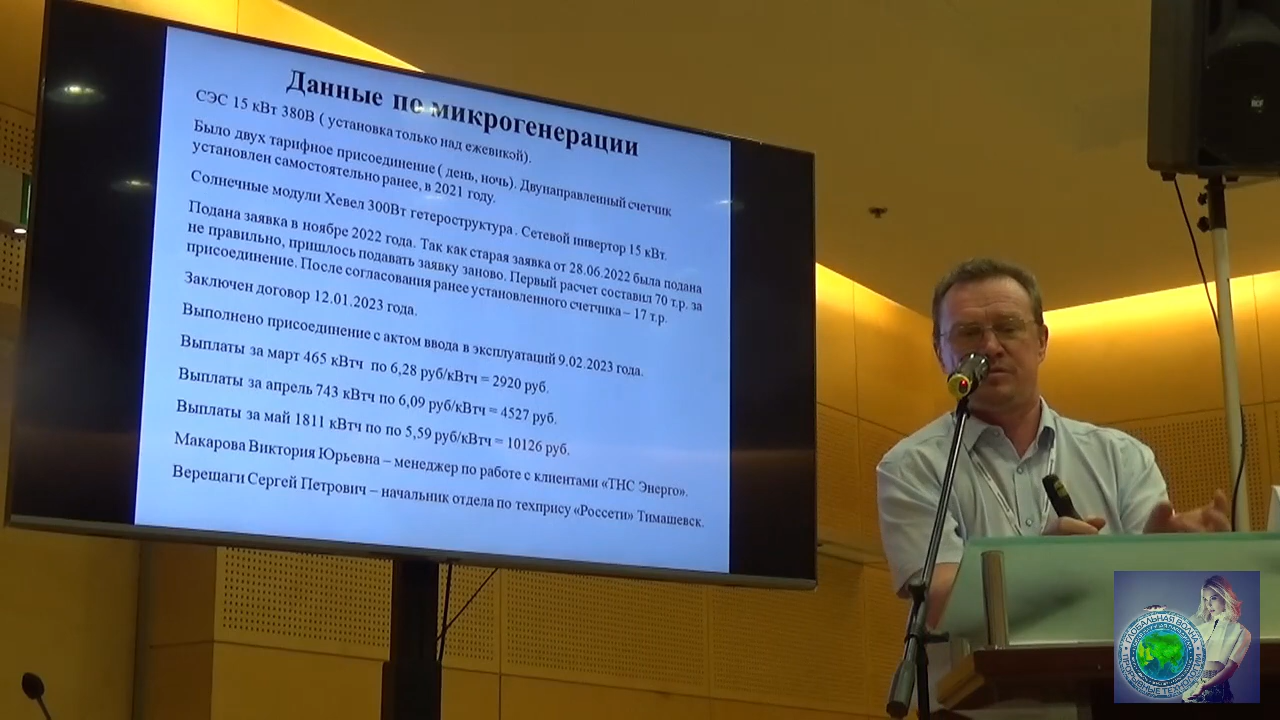 Данные по микрогенерации
СЭС 15 кВт 380В ( установка только над ежевикой).
Было двух тарифное присоединение ( день, ночь). Двунаправленный счетчик
установлен самостоятельно ранее, в 2021 году.
Солнечные модули Хевел 300Вт гетероструктура. Сетевой инвертор 15 кВт.
Подана заявка в ноябре 2022 года. Так как старая заявка от 28.06.2022 была подана
не правильно, пришлось подавать заявку заново. Первый расчет составил 70 т.р. за
присоединение. После согласования ранее установленного счетчика – 17 т.р.
Заключен договор 12.01.2023 года.
Выполнено присоединение с актом ввода в эксплуатаций 9.02.2023 года.
Выплаты за март 465 кВтч по 6,28 руб/кВтч = 2920 руб.
Выплаты за апрель 743 кВтч по 6,09 руб/кВтч = 4527 руб.
Выплаты за май 1811 кВтч по по 5,59 руб/кВтч = 10126 руб.
Макарова Виктория Юрьевна – менеджер по работе с клиентами «ТНС Энерго».
Верещаги Сергей Петрович – начальник отдела по техпрису «Россети» Тимашевск.
ГЛОБАЛЬНАЯ ВОЛНА